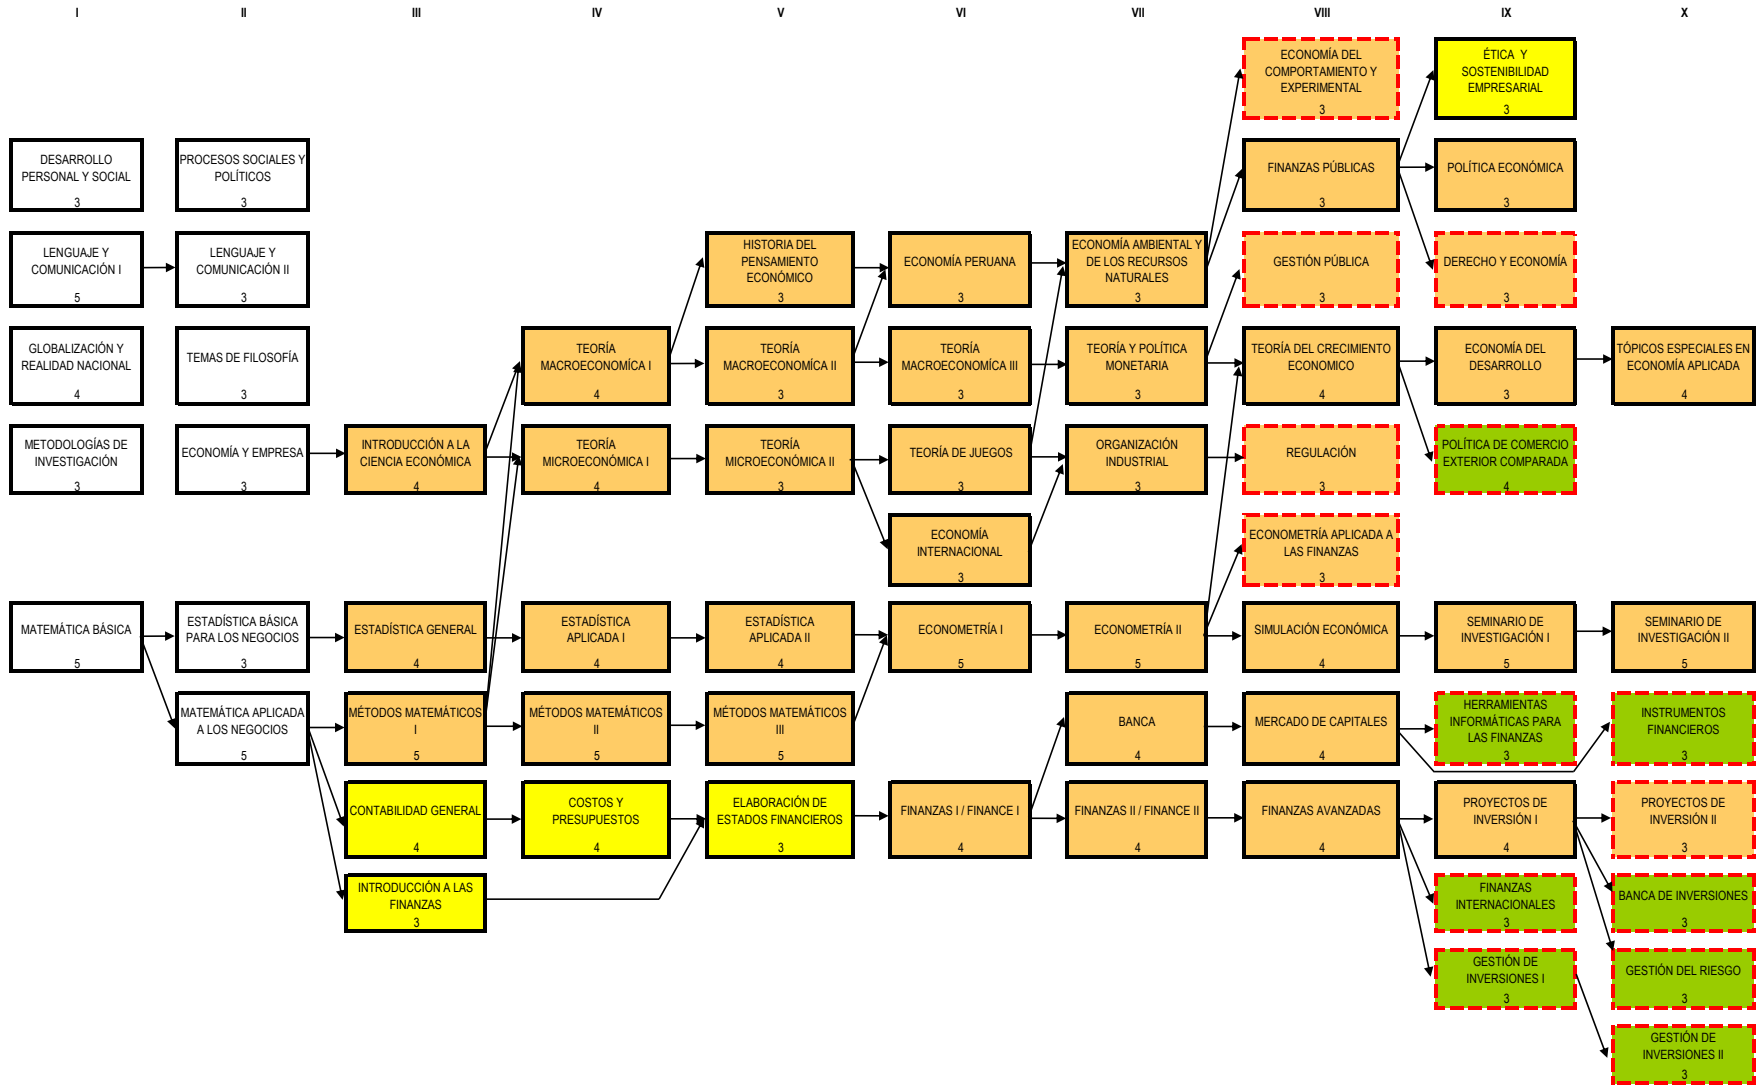 I
II
III
IV
V
VI
VII
VIII
IX
X
DESARROLLO
PERSONAL Y SOCIAL
3
LENGUAJE Y
COMUNICACIÓN I
5
GLOBALIZACIÓN Y
REALIDAD NACIONAL
4
METODOLOGÍAS DE
INVESTIGACIÓN
3
MATEMÁTICA BÁSICA
5
PROCESOS SOCIALES Y
POLÍTICOS
3
LENGUAJE Y
COMUNICACIÓN II
3
TEMAS DE FILOSOFÍA
3
ECONOMÍA Y EMPRESA
3
ESTADÍSTICA BÁSICA
PARA LOS NEGOCIOS
3
MATEMÁTICA APLICADA
A LOS NEGOCIOS
5
INTRODUCCIÓN A LA
CIENCIA ECONÓMICA
4
ESTADÍSTICA GENERAL
4
MÉTODOS MATEMÁTICOS
I
5
CONTABILIDAD GENERAL
4
INTRODUCCIÓN A LAS
FINANZAS
3
TEORÍA
MACROECONOMÍCA I
4
TEORÍA
MICROECONÓMICA I
4
ESTADÍSTICA
APLICADA I
4
MÉTODOS MATEMÁTICOS
II
5
COSTOS Y
PRESUPUESTOS
4
HISTORIA DEL
PENSAMIENTO
ECONÓMICO
3
TEORÍA
MACROECONOMÍCA II
3
TEORÍA
MICROECONÓMICA II
3
ESTADÍSTICA
APLICADA II
4
MÉTODOS MATEMÁTICOS
III
5
ELABORACIÓN DE
ESTADOS FINANCIEROS
3
ECONOMÍA PERUANA
3
TEORÍA
MACROECONOMÍCA III
3
TEORÍA DE JUEGOS
3
ECONOMÍA
INTERNACIONAL
3
ECONOMETRÍA I
5
FINANZAS I / FINANCE I
4
ECONOMÍA AMBIENTAL Y
DE LOS RECURSOS
NATURALES
3
TEORÍA Y POLÍTICA
MONETARIA
3
ORGANIZACIÓN
INDUSTRIAL
3
ECONOMETRÍA II
5
BANCA
4
FINANZAS II / FINANCE II
4
ECONOMÍA DEL
COMPORTAMIENTO Y
EXPERIMENTAL
3
FINANZAS PÚBLICAS
3
GESTIÓN PÚBLICA
3
TEORÍA DEL CRECIMIENTO
ECONOMICO
4
REGULACIÓN
3
ECONOMETRÍA APLICADA A
LAS FINANZAS
3
SIMULACIÓN ECONÓMICA
4
MERCADO DE CAPITALES
4
FINANZAS AVANZADAS
4
ÉTICA Y
SOSTENIBILIDAD
EMPRESARIAL
3
POLÍTICA ECONÓMICA
3
DERECHO Y ECONOMÍA
3
ECONOMÍA DEL
DESARROLLO
3
POLÍTICA DE COMERCIO
EXTERIOR COMPARADA
4
SEMINARIO DE
INVESTIGACIÓN I
5
HERRAMIENTAS
INFORMÁTICAS PARA
LAS FINANZAS
3
PROYECTOS DE
INVERSIÓN I
4
FINANZAS
INTERNACIONALES
3
GESTIÓN DE
INVERSIONES I
3
TÓPICOS ESPECIALES EN
ECONOMÍA APLICADA
4
SEMINARIO DE
INVESTIGACIÓN II
5
INSTRUMENTOS
FINANCIEROS
3
PROYECTOS DE
INVERSIÓN II
3
BANCA DE INVERSIONES
3
GESTIÓN DEL RIESGO
3
GESTIÓN DE
INVERSIONES II
3